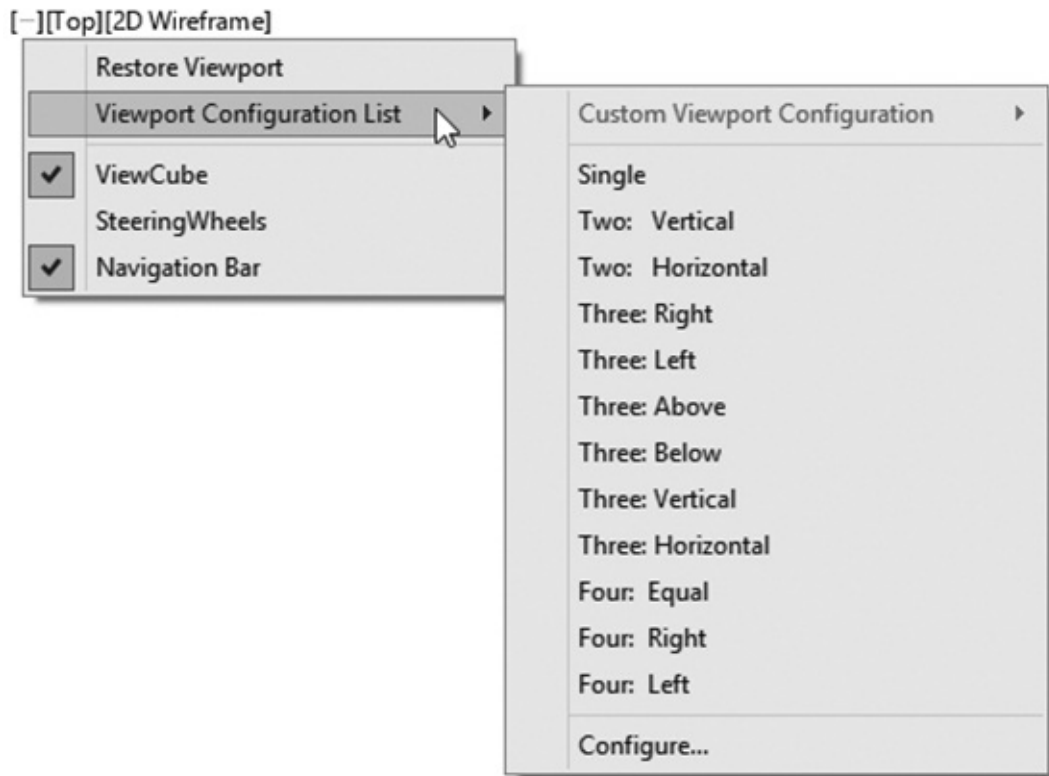 [−][Top][2D Wireframe]
Restore Viewport
Viewport Configuration List
ViewCube
SteeringWheels
Navigation Bar
Custom Viewport Configuration
Single
Two: Vertical
Two: Horizontal
Three: Right
Three: Left
Three: Above
Three: Below
Three: Vertical
Three: Horizontal
Four: Equal
Four: Right
Four: Left
Configure...